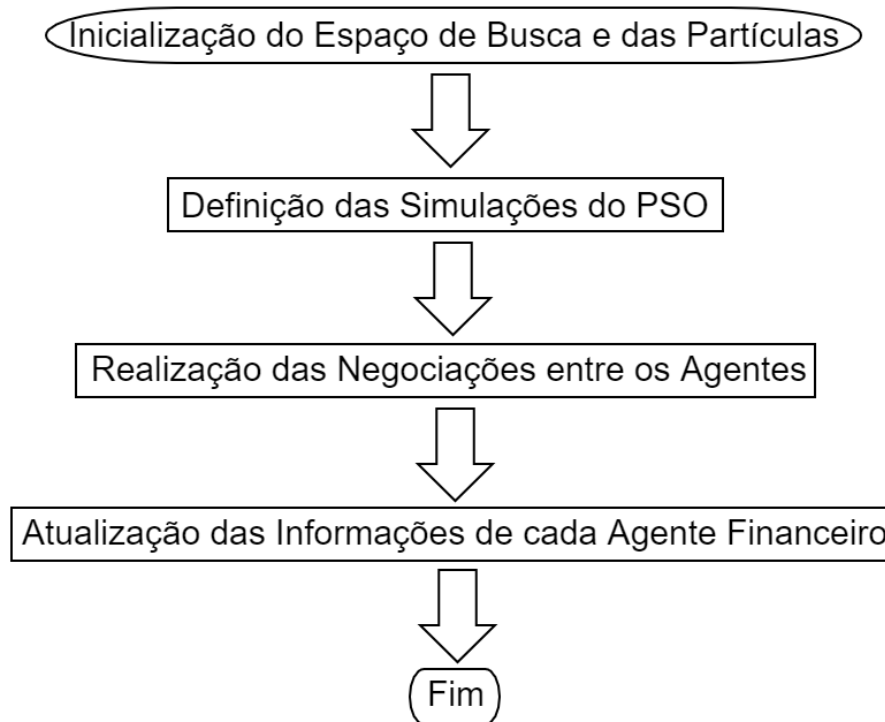 Inicialização do Espaço de Busca e das Partículas
Definição das Simulações do PSO
Realização das Negociações entre os Agentes
Atualização das Informações de cada Agente Financeiro
Fim